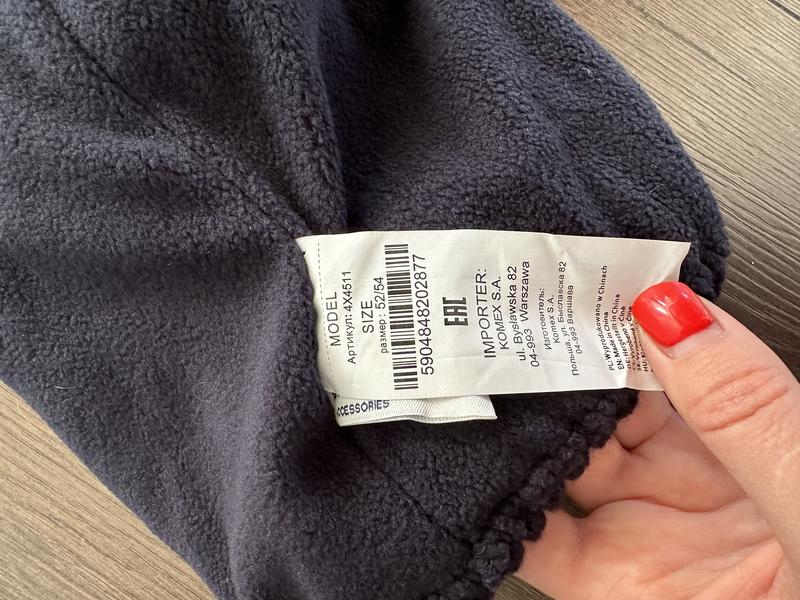 MODEL
Артикул: 4X4511
SIZE
размер: 52/54
5904848202877
EAC
IMPORTER:
KOMEX S.A.
ul. Bysławska 82
04-993 Warszawa
Изготовитель:
Komex S.A.
ул. Быславска 82
Польша, 04-993 Варшава
PL: Wyprodukowano w Chinach
EN: Made in China
CCESSORIES